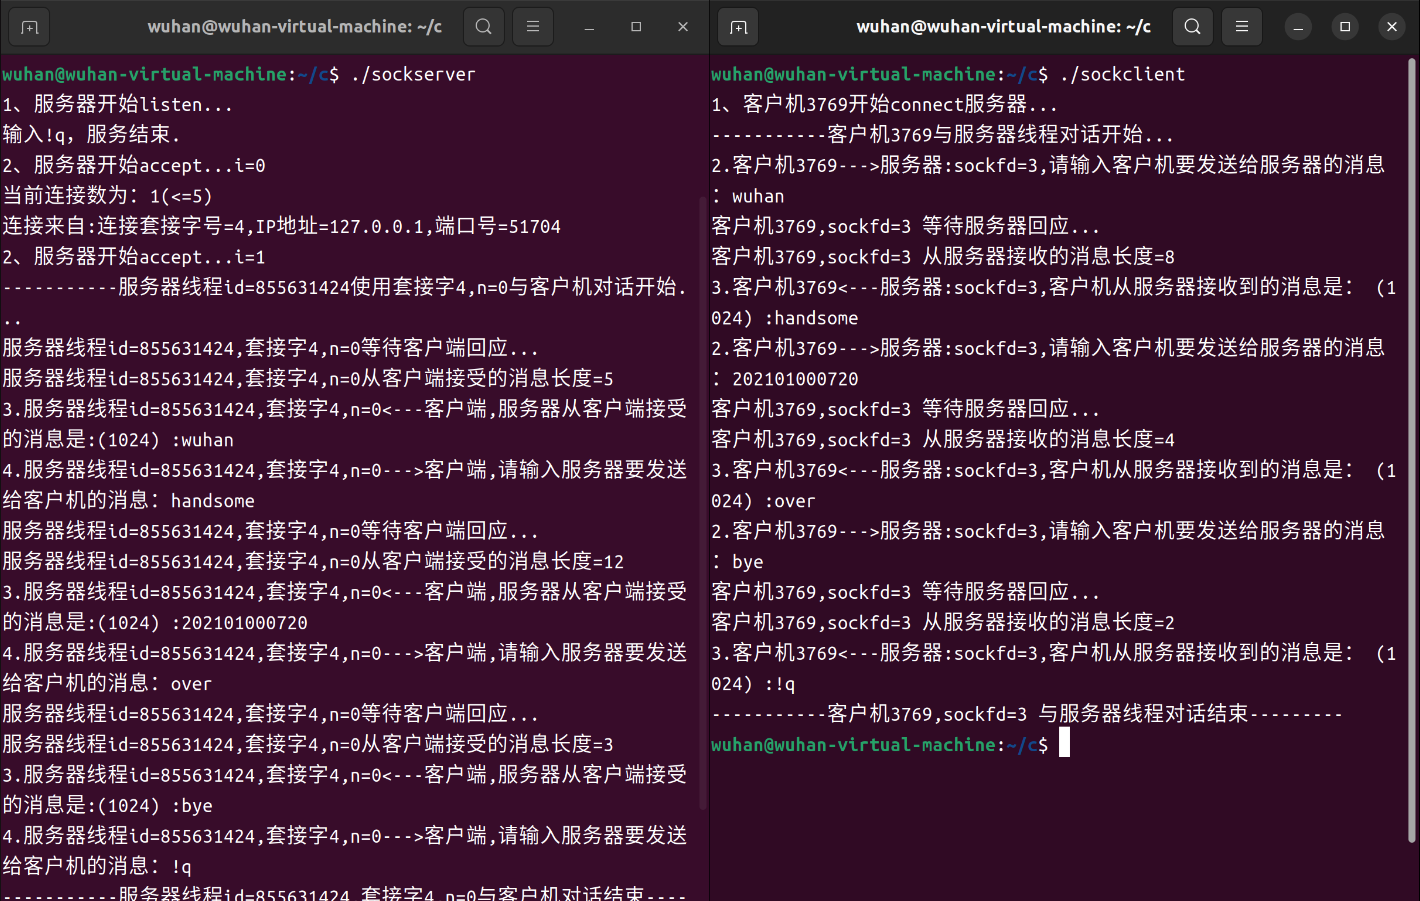 wuhan@wuhan-virtual-machine: ~/c
wuhan@wuhan-virtual-machine:~/c$ ./sockserver
1、服务器开始listen...
输入!q，服务结束.
2、服务器开始accept...i=0
当前连接数为：1(<=5)
连接来自:连接套接字号=4,IP地址=127.0.0.1,端口号=51704
2、服务器开始accept...i=1
-----------服务器线程id=855631424使用套接字4,n=0与客户机对话开始.
..
服务器线程id=855631424,套接字4,n=0等待客户端回应...
服务器线程id=855631424,套接字4,n=0从客户端接受的消息长度=5
3.服务器线程id=855631424,套接字4,n=0<---客户端,服务器从客户端接受
的消息是:(1024) :wuhan
4.服务器线程id=855631424,套接字4,n=0--->客户端,请输入服务器要发送
给客户机的消息：handsome
服务器线程id=855631424,套接字4,n=0等待客户端回应...
服务器线程id=855631424,套接字4,n=0从客户端接受的消息长度=12
3.服务器线程id=855631424,套接字4,n=0<---客户端,服务器从客户端接受
的消息是:(1024) :202101000720
4.服务器线程id=855631424,套接字4,n=0--->客户端,请输入服务器要发送
给客户机的消息：over
服务器线程id=855631424,套接字4,n=0等待客户端回应...
服务器线程id=855631424,套接字4,n=0从客户端接受的消息长度=3
3.服务器线程id=855631424,套接字4,n=0<---客户端,服务器从客户端接受
的消息是:(1024) :bye
4.服务器线程id=855631424,套接字4,n=0--->客户端,请输入服务器要发送
给客户机的消息：!q
-----------服务器线程id=855631424,套接字4,n=0与客户机对话结束----
wuhan@wuhan-virtual-machine: ~/c
wuhan@wuhan-virtual-machine:~/c$ ./sockclient
1、客户机3769开始connect服务器...
-----------客户机3769与服务器线程对话开始...
2.客户机3769--->服务器:sockfd=3,请输入客户机要发送给服务器的消息
：wuhan
客户机3769,sockfd=3 等待服务器回应...
客户机3769,sockfd=3 从服务器接收的消息长度=8
3.客户机3769<---服务器:sockfd=3,客户机从服务器接收到的消息是： (1
024) :handsome
2.客户机3769--->服务器:sockfd=3,请输入客户机要发送给服务器的消息
：202101000720
客户机3769,sockfd=3 等待服务器回应...
客户机3769,sockfd=3 从服务器接收的消息长度=4
3.客户机3769<---服务器:sockfd=3,客户机从服务器接收到的消息是： (1
024) :over
2.客户机3769--->服务器:sockfd=3,请输入客户机要发送给服务器的消息
：bye
客户机3769,sockfd=3 等待服务器回应...
客户机3769,sockfd=3 从服务器接收的消息长度=2
3.客户机3769<---服务器:sockfd=3,客户机从服务器接收到的消息是： (1
024) :!q
-----------客户机3769,sockfd=3 与服务器线程对话结束---------
wuhan@wuhan-virtual-machine:~/c$